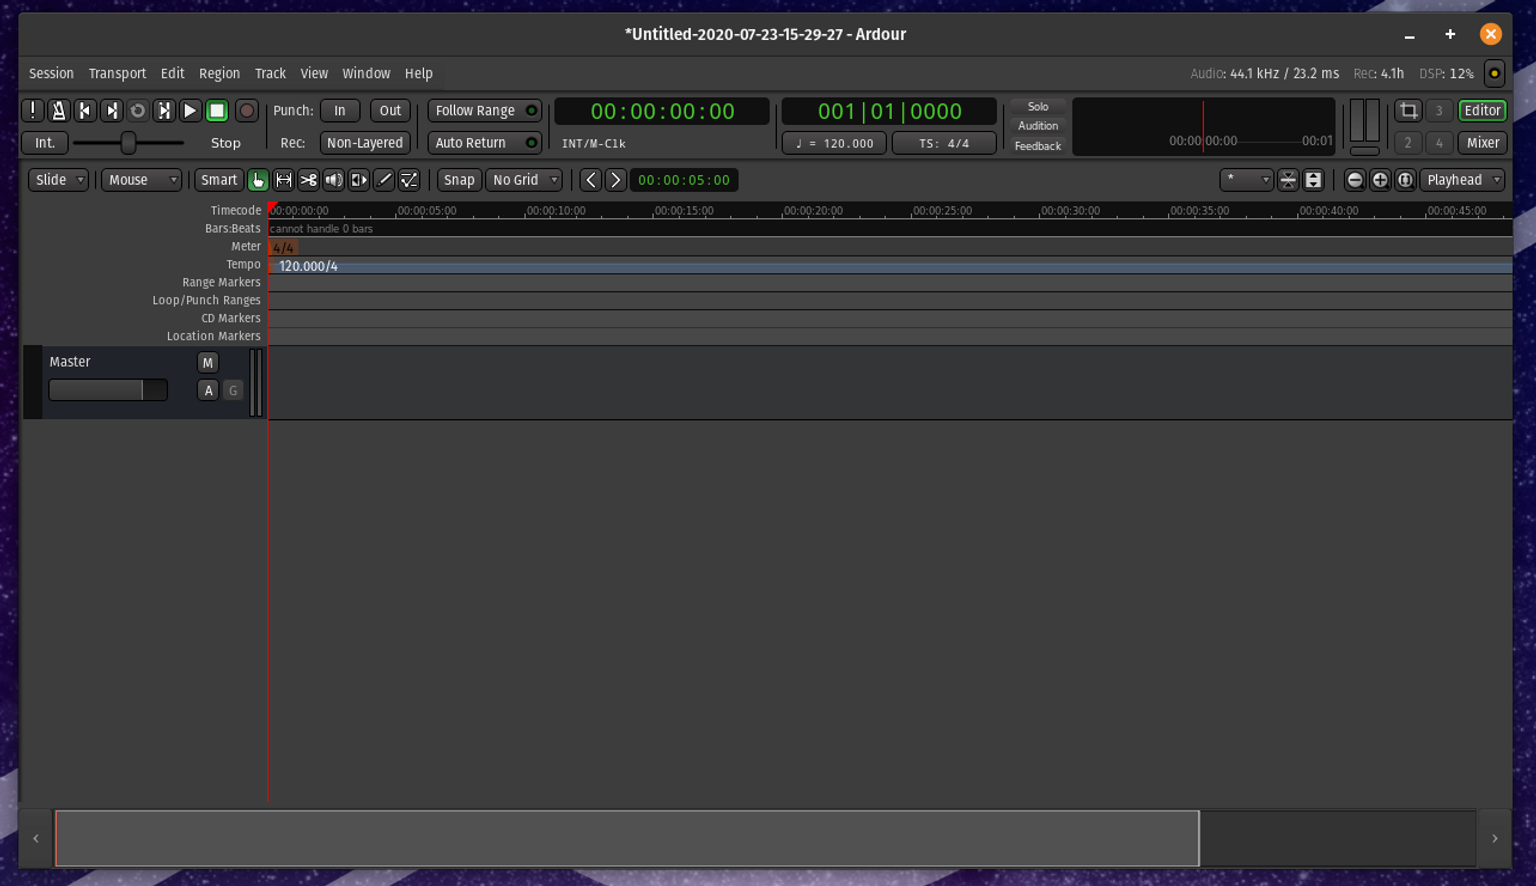 *Untitled-2020-07-23-15-29-27 - Ardour
Session Transport Edit Region Track View Window Help
Audio: 44.1 kHz / 23.2 ms Rec: 4.1h DSP: 12%
Punch: In Out Follow Range 00:00:00:00 001|01|0000
Solo
Audition
Feedback
00:00:00:00 00:01
3 Editor
Int. Stop Rec: Non-Layered Auto Return INT/M-Clk ♩ = 120.000 TS: 4/4
2 4 Mixer
Slide Mouse Smart Snap No Grid 00:00:05:00 * Playhead
Timecode 00:00:00:00 00:00:05:00 00:00:10:00 00:00:15:00 00:00:20:00 00:00:25:00 00:00:30:00 00:00:35:00 00:00:40:00 00:00:45:00
Bars:Beats cannot handle 0 bars
Meter 4/4
Tempo 120.000/4
Range Markers
Loop/Punch Ranges
CD Markers
Location Markers
Master M
A G